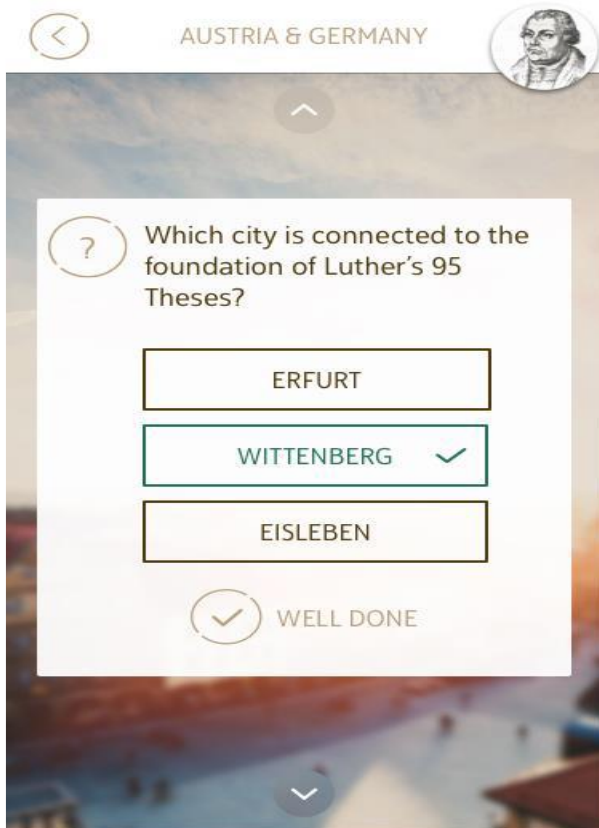 AUSTRIA & GERMANY
?
Which city is connected to the
foundation of Luther's 95
Theses?
ERFURT
WITTENBERG
EISLEBEN
WELL DONE